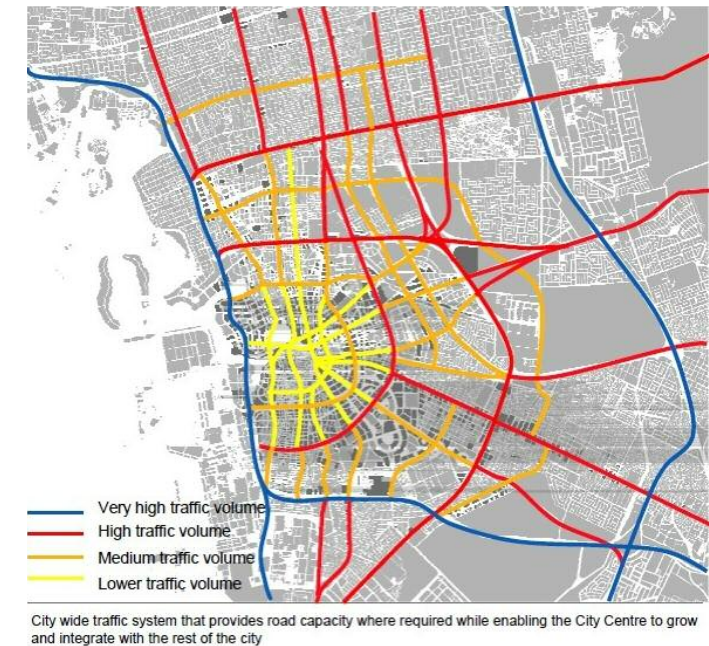 Very high traffic volume
High traffic volume
Medium traffic volume
Lower traffic volume
City wide traffic system that provides road capacity where required while enabling the City Centre to grow
and integrate with the rest of the city